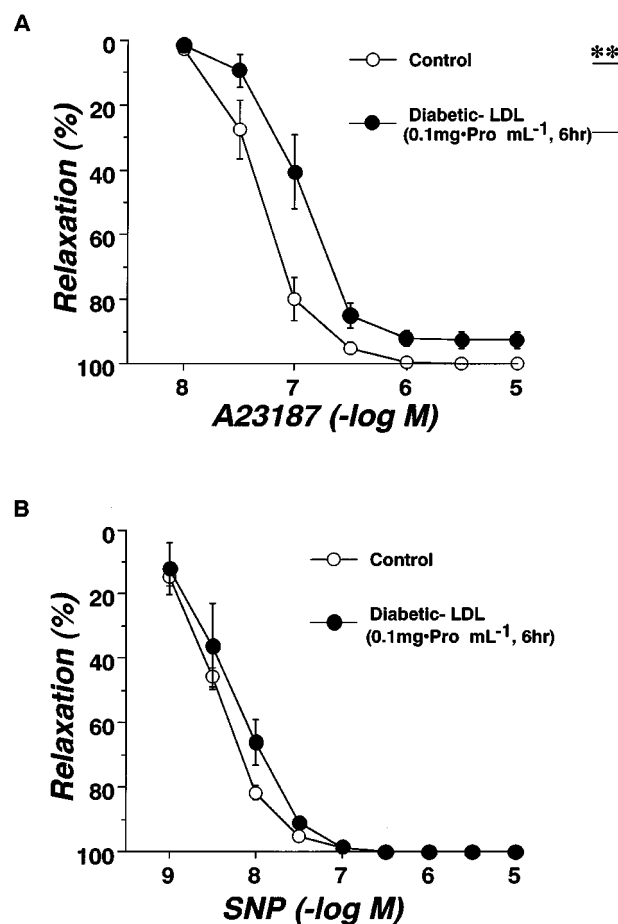 A
0
20
40
60
80
100
Relaxation (%)
Control
**
Diabetic- LDL
(0.1mg•Pro mL-1, 6hr)
8 7 6 5
A23187 (-log M)
B
0
20
40
60
80
100
Relaxation (%)
Control
Diabetic- LDL
(0.1mg•Pro mL-1, 6hr)
9 8 7 6 5
SNP (-log M)